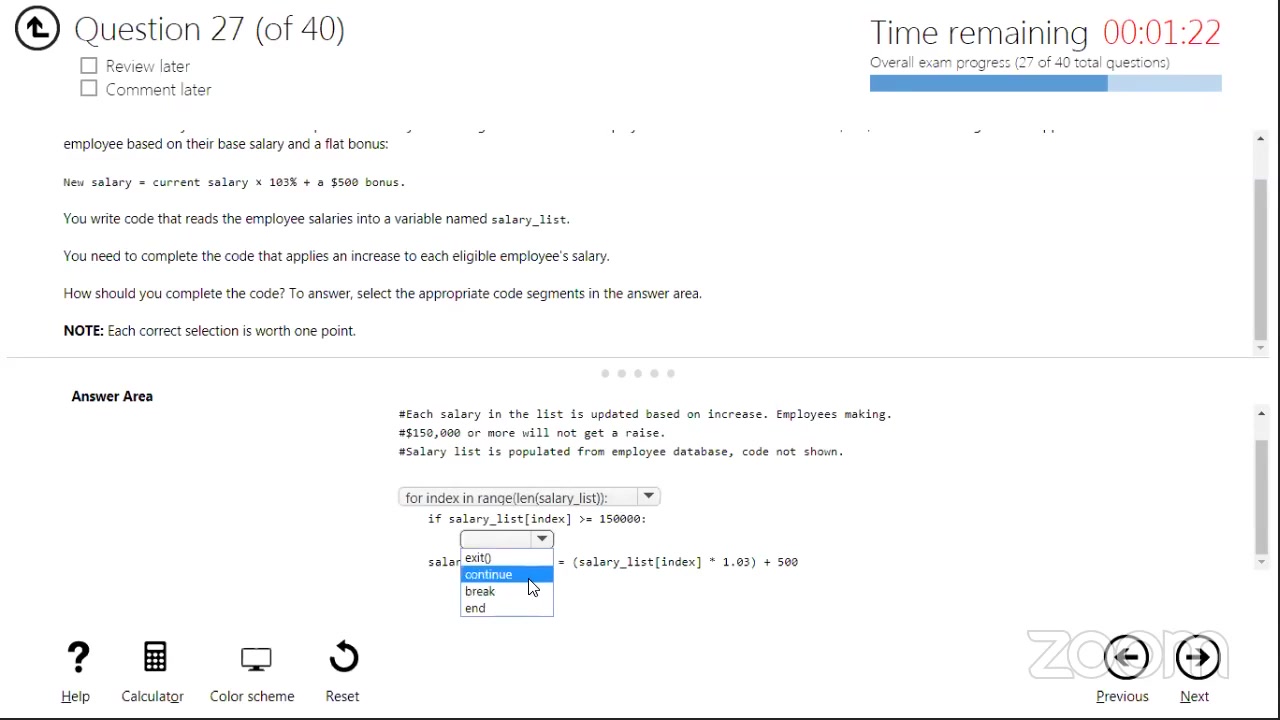 Question 27 (of 40)
Review later
Comment later
Time remaining 00:01:22
Overall exam progress (27 of 40 total questions)
employee based on their base salary and a flat bonus:
New salary = current salary x 103% + a $500 bonus.
You write code that reads the employee salaries into a variable named salary_list.
You need to complete the code that applies an increase to each eligible employee's salary.
How should you complete the code? To answer, select the appropriate code segments in the answer area.
NOTE: Each correct selection is worth one point.
Answer Area
#Each salary in the list is updated based on increase. Employees making.
#$150,000 or more will not get a raise.
#Salary list is populated from employee database, code not shown.
for index in range(len(salary_list)):
if salary_list[index] >= 150000:
exit()
continue
break
end
= (salary_list[index] * 1.03) + 500
Help
Calculator
Color scheme
Reset
zoom
Previous
Next